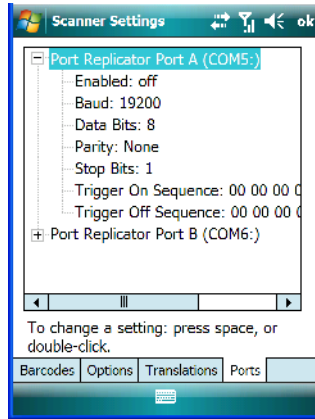 Scanner Settings ok
Port Replicator Port A (COM5:)
Enabled: off
Baud: 19200
Data Bits: 8
Parity: None
Stop Bits: 1
Trigger On Sequence: 00 00 00
Trigger Off Sequence: 00 00 00
Port Replicator Port B (COM6:)
To change a setting: press space, or
double-click.
Barcodes Options Translations Ports